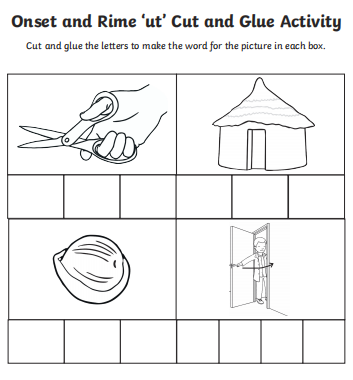 Onset and Rime ‘ut’ Cut and Glue Activity
Cut and glue the letters to make the word for the picture in each box.